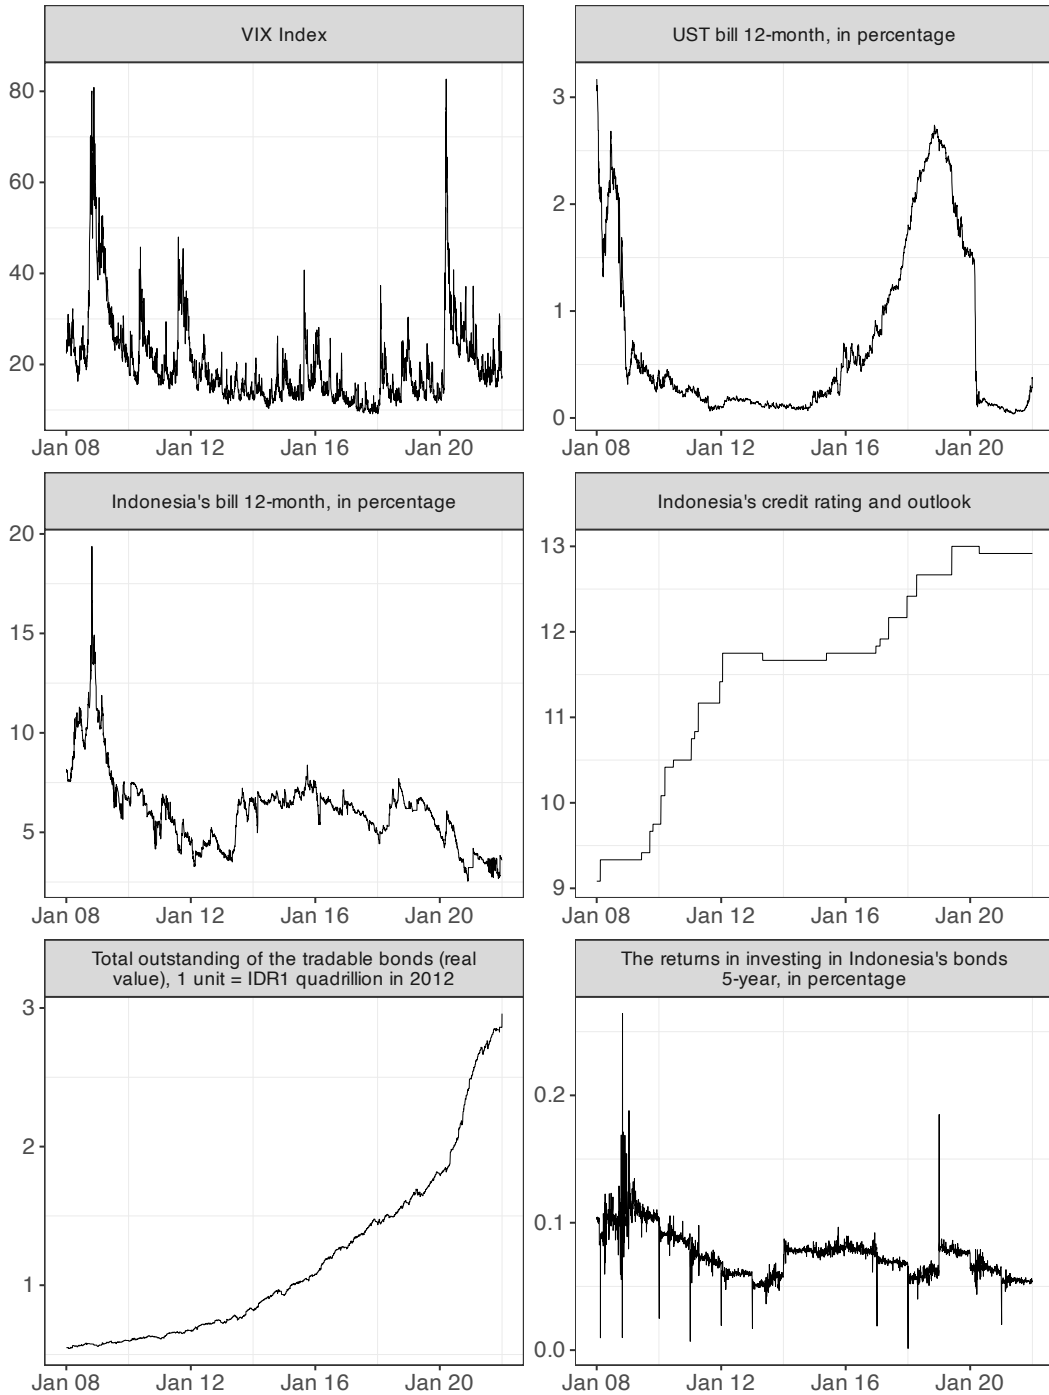 VIX Index
80
60
40
20
Jan 08 Jan 12 Jan 16 Jan 20
UST bill 12-month, in percentage
3
2
1
0
Jan 08 Jan 12 Jan 16 Jan 20
Indonesia's bill 12-month, in percentage
20
15
10
5
Jan 08 Jan 12 Jan 16 Jan 20
Indonesia's credit rating and outlook
13
12
11
10
9
Jan 08 Jan 12 Jan 16 Jan 20
Total outstanding of the tradable bonds (real
value), 1 unit = IDR1 quadrillion in 2012
3
2
1
Jan 08 Jan 12 Jan 16 Jan 20
The returns in investing in Indonesia's bonds
5-year, in percentage
0.2
0.1
0.0
Jan 08 Jan 12 Jan 16 Jan 20